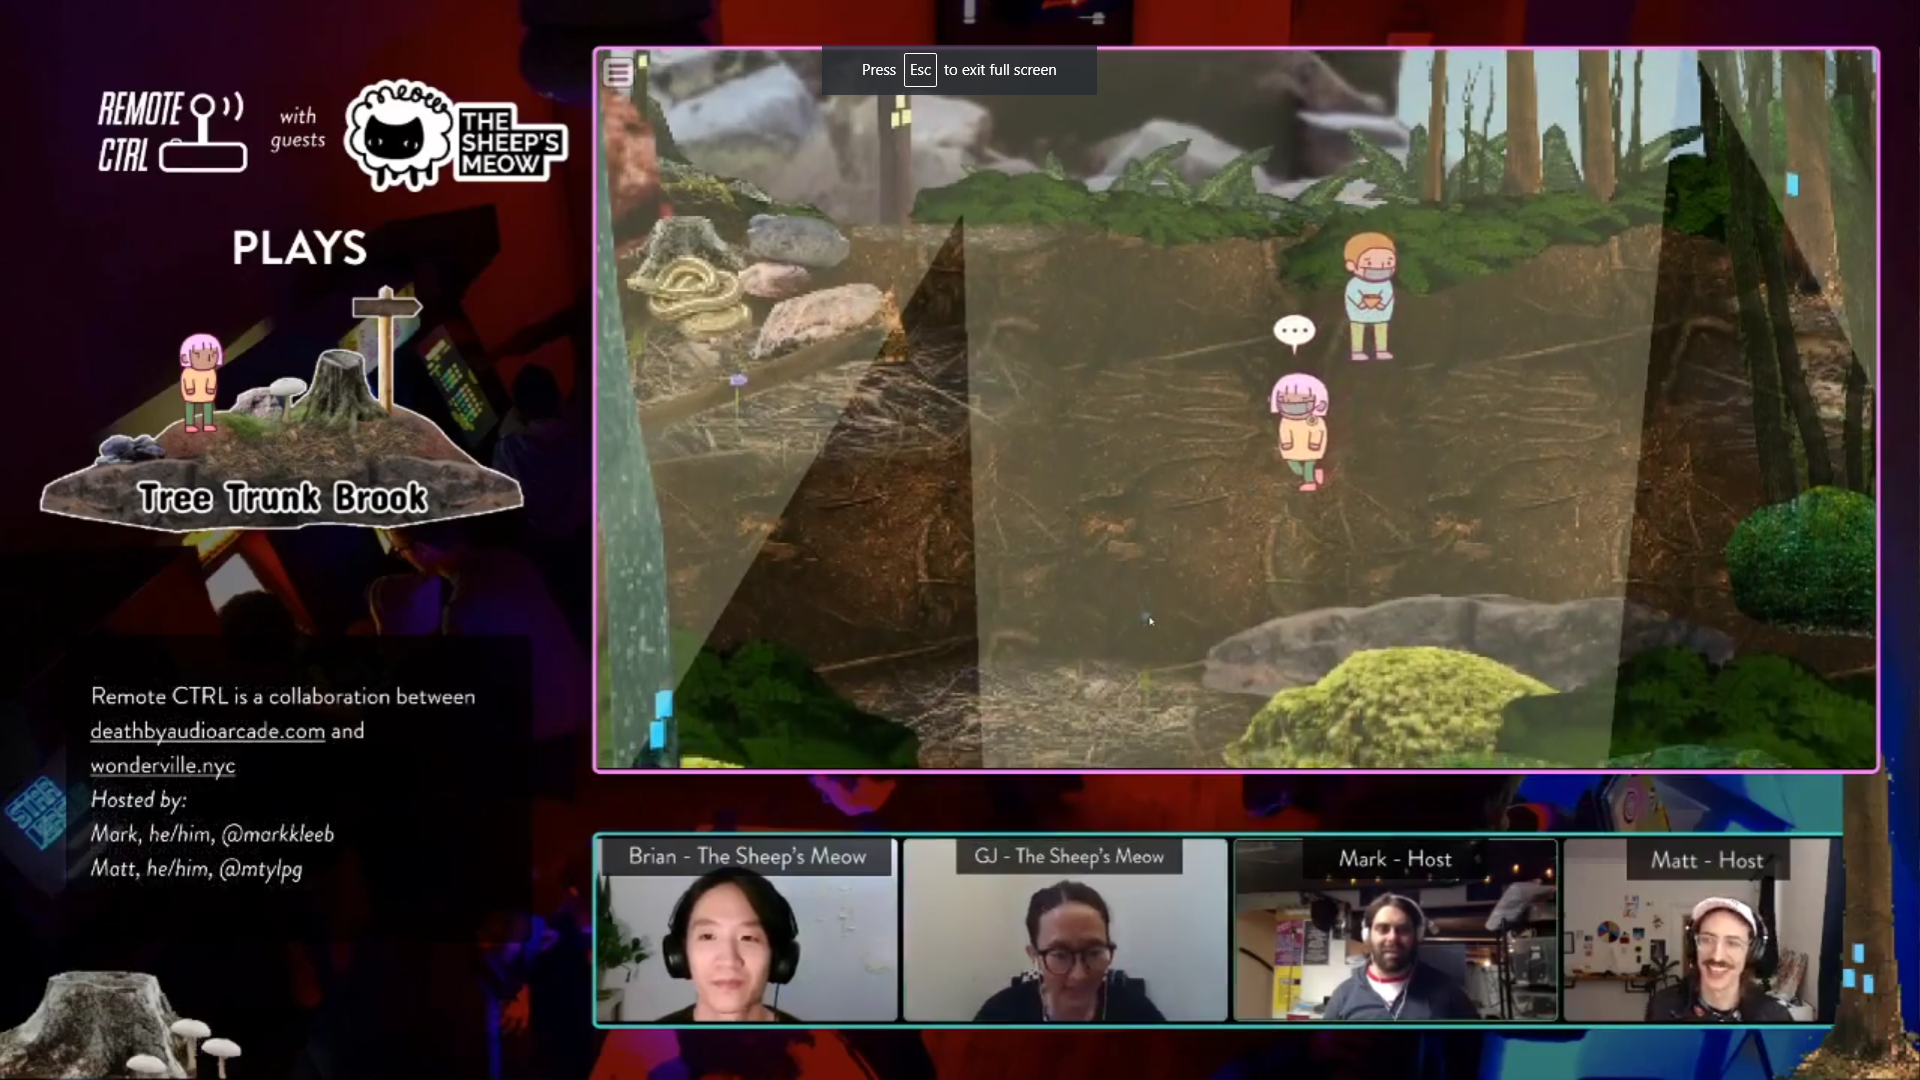 Press Esc to exit full screen
REMOTE
CTRL
with
guests
meow
THE
SHEEP'S
MEOW
PLAYS
Tree Trunk Brook
Remote CTRL is a collaboration between
deathbyaudioarcade.com and
wonderville.nyc
Hosted by:
Mark, he/him, @markkleeb
Matt, he/him, @mtylpg
Brian - The Sheep's Meow
GJ - The Sheep's Meow
Mark - Host
Matt - Host